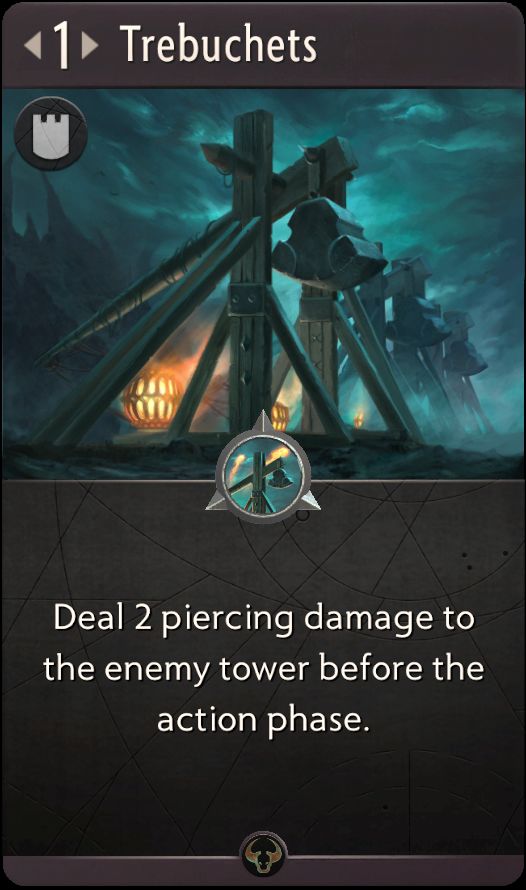 1 Trebuchets
Deal 2 piercing damage to
the enemy tower before the
action phase.